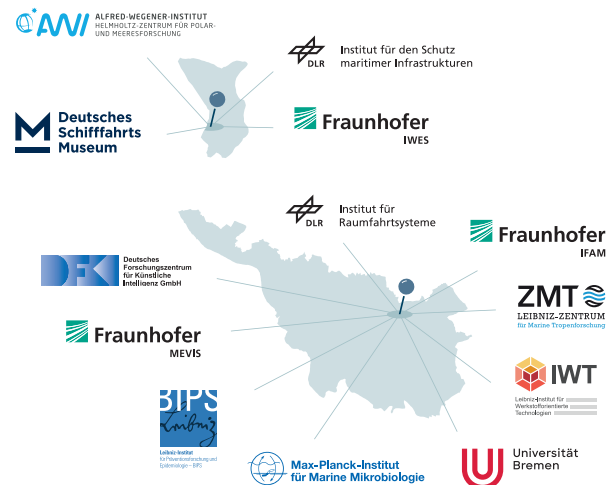 AWI
ALFRED-WEGENER-INSTITUT
HELMHOLTZ-ZENTRUM FÜR POLAR-
UND MEERESFORSCHUNG
DLR
Institut für den Schutz
maritimer Infrastrukturen
Deutsches
Schifffahrts
Museum
Fraunhofer
IWES
DLR
Institut für
Raumfahrtsysteme
Fraunhofer
IFAM
DFKI
Deutsches
Forschungszentrum
für Künstliche
Intelligenz GmbH
ZMT
LEIBNIZ-ZENTRUM
für Marine Tropenforschung
Fraunhofer
MEVIS
IWT
Leibniz-Institut für
Werkstofforientierte
Technologien
BIPS
Leibniz
Leibniz-Institut
für Präventionsforschung und
Epidemiologie – BIPS
Max-Planck-Institut
für Marine Mikrobiologie
Universität
Bremen